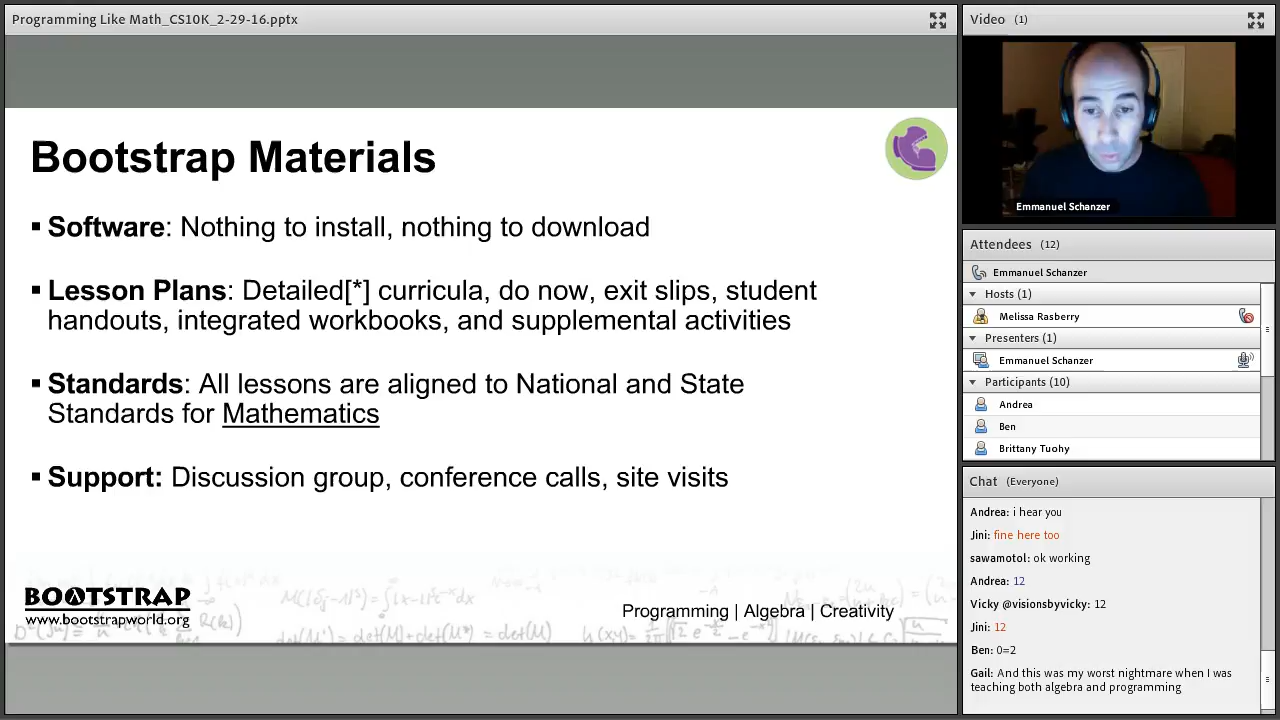 Programming Like Math_CS10K_2-29-16.pptx
Bootstrap Materials
▪ Software: Nothing to install, nothing to download
▪ Lesson Plans: Detailed[*] curricula, do now, exit slips, student
handouts, integrated workbooks, and supplemental activities
▪ Standards: All lessons are aligned to National and State
Standards for Mathematics
▪ Support: Discussion group, conference calls, site visits
BOOTSTRAP
www.bootstrapworld.org
Programming | Algebra | Creativity
Video (1)
Emmanuel Schanzer
Attendees (12)
Emmanuel Schanzer
Hosts (1)
Melissa Rasberry
Presenters (1)
Emmanuel Schanzer
Participants (10)
Andrea
Ben
Brittany Tuohy
Chat (Everyone)
Andrea: i hear you
Jini: fine here too
sawamotol: ok working
Andrea: 12
Vicky @visionsbyvicky: 12
Jini: 12
Ben: 0=2
Gail: And this was my worst nightmare when I was
teaching both algebra and programming